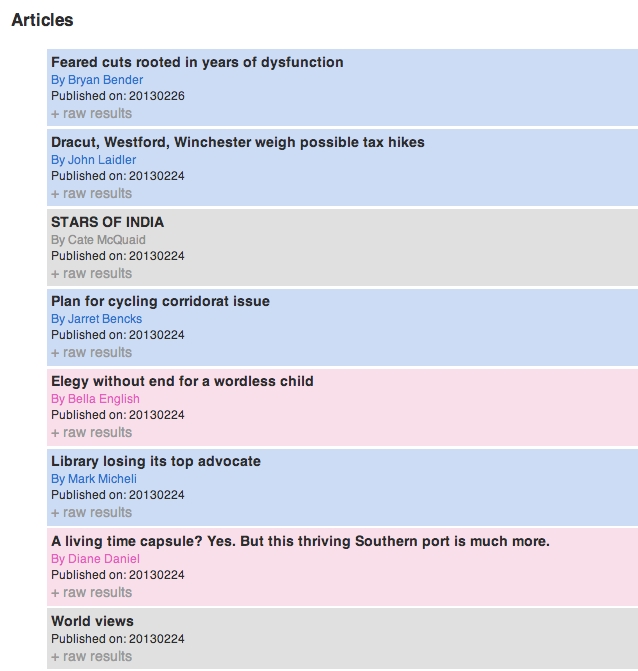 Articles
Feared cuts rooted in years of dysfunction
By Bryan Bender
Published on: 20130226
+ raw results
Dracut, Westford, Winchester weigh possible tax hikes
By John Laidler
Published on: 20130224
+ raw results
STARS OF INDIA
By Cate McQuaid
Published on: 20130224
+ raw results
Plan for cycling corridorat issue
By Jarret Bencks
Published on: 20130224
+ raw results
Elegy without end for a wordless child
By Bella English
Published on: 20130224
+ raw results
Library losing its top advocate
By Mark Micheli
Published on: 20130224
+ raw results
A living time capsule? Yes. But this thriving Southern port is much more.
By Diane Daniel
Published on: 20130224
+ raw results
World views
Published on: 20130224
+ raw results